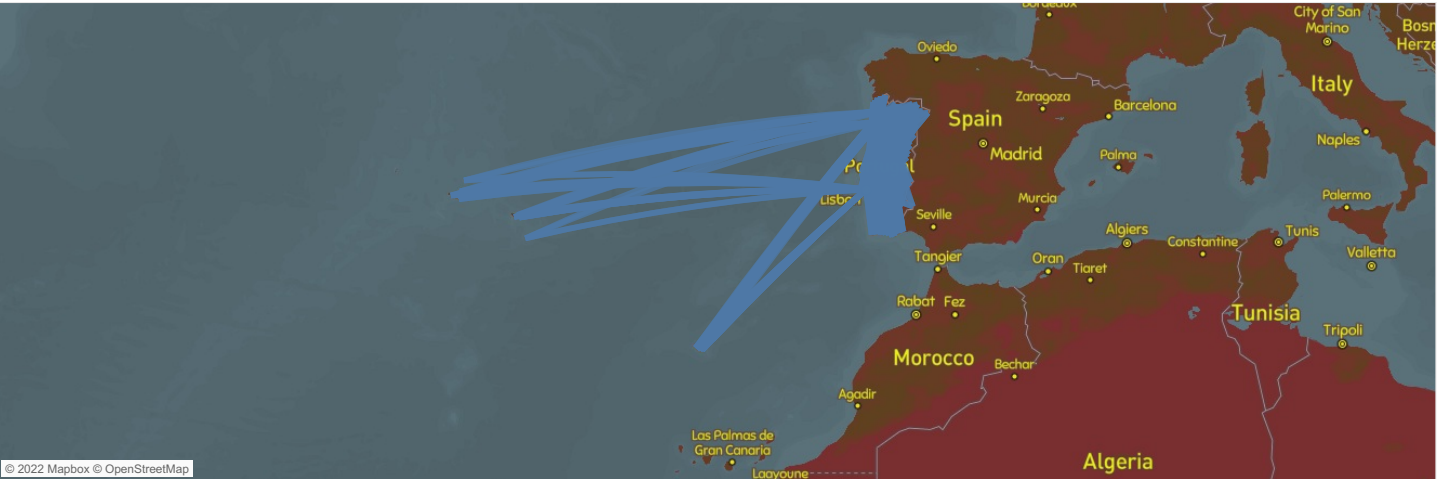 Bordeaux
City of San
Marino
Bosn
Herze
Oviedo
Italy
Zaragoza
Barcelona
Spain
Naples
Madrid
Palma
Po
l
Lisbo
Murcia
Palermo
Seville
Algiers
Constantine
Tunis
Valletta
Tangier
Oran
Tiaret
Rabat
Fez
Tunisia
Tripoli
Morocco
Bechar
Agadir
Las Palmas de
Gran Canaria
Laayoune
Algeria
© 2022 Mapbox © OpenStreetMap